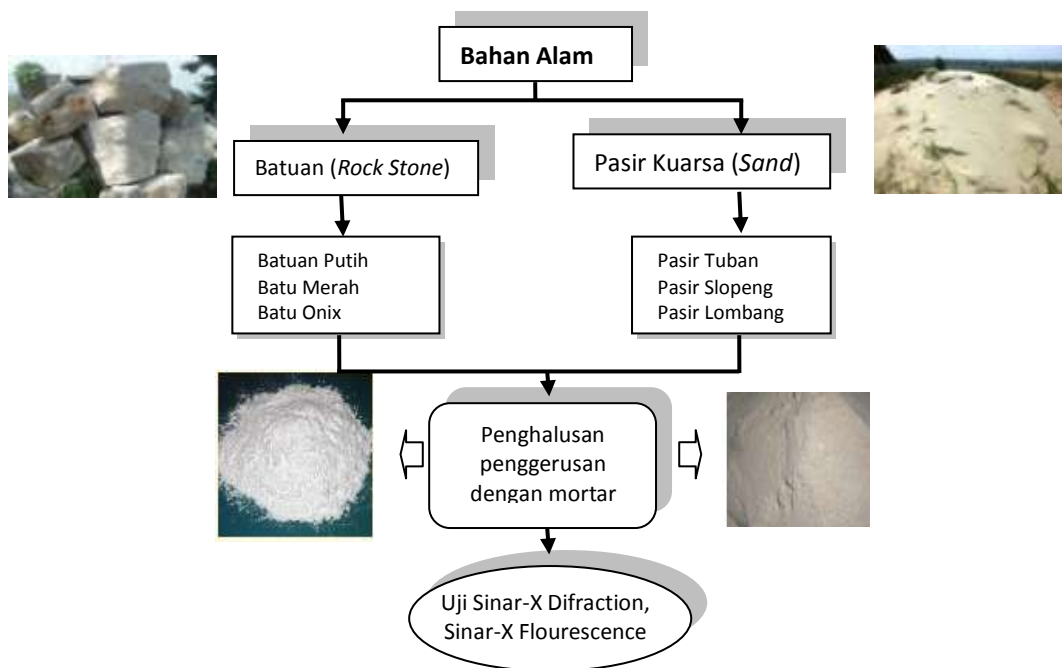 Bahan Alam
Batuan (Rock Stone)
Pasir Kuarsa (Sand)
Batuan Putih
Batu Merah
Batu Onix
Pasir Tuban
Pasir Slopeng
Pasir Lombang
Penghalusan
penggerusan
dengan mortar
Uji Sinar-X Difraction,
Sinar-X Flourescence